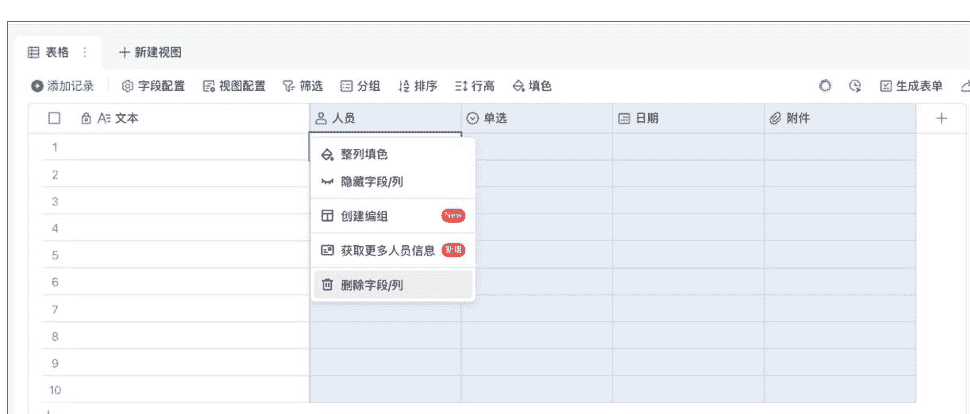 表格
新建视图
添加记录 字段配置 视图配置 筛选 分组 排序 行高 填色 生成表单
文本 人员 单选 日期 附件
1
整列填色
2
隐藏字段/列
3
4
创建编组 New
5
获取更多人员信息 新增
6
删除字段/列
7
8
9
10